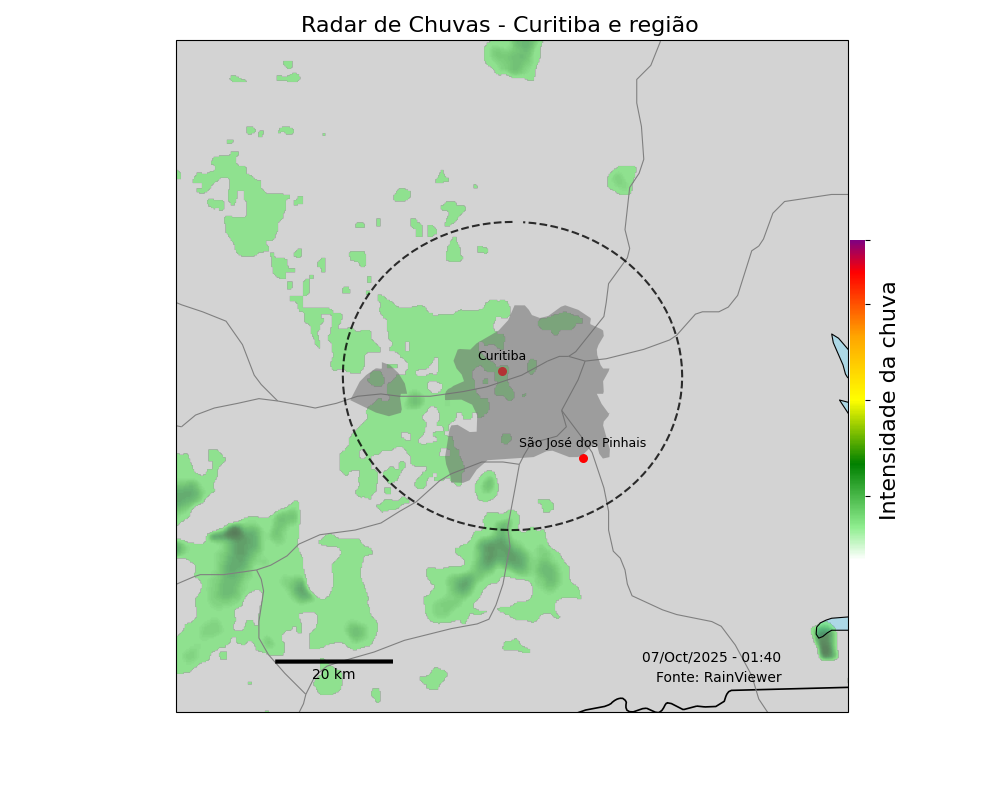 Radar de Chuvas - Curitiba e região
Curitiba
São José dos Pinhais
Intensidade da chuva
07/Oct/2025 - 01:40
Fonte: RainViewer
20 km